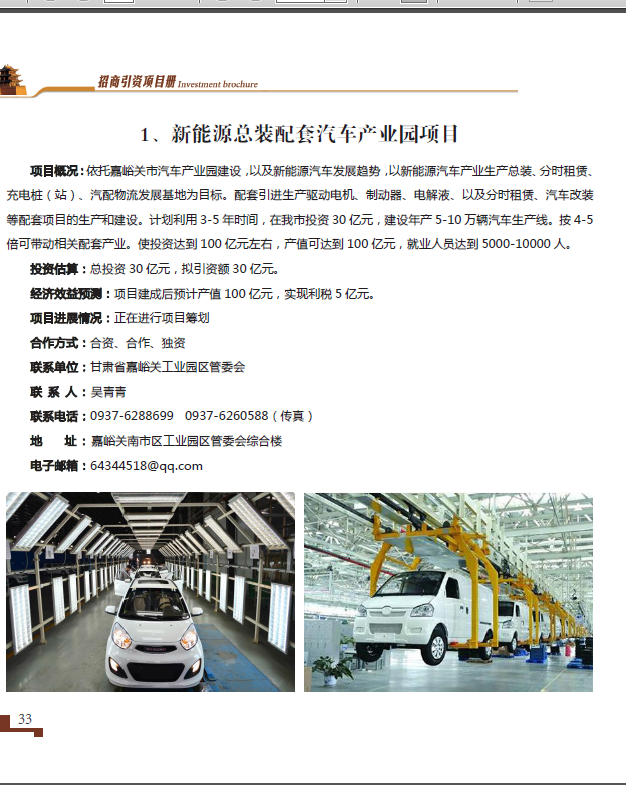 招商引资项目册 Investment brochure
1、新能源总装配套汽车产业园项目
项目概况：依托嘉峪关市汽车产业园建设，以及新能源汽车发展趋势，以新能源汽车产业生产总装、分时租赁、
充电桩（站）、汽配物流发展基地为目标。配套引进生产驱动电机、制动器、电解液、以及分时租赁、汽车改装
等配套项目的生产和建设。计划利用 3-5 年时间，在我市投资 30 亿元，建设年产 5-10 万辆汽车生产线。按 4-5
倍可带动相关配套产业。使投资达到 100 亿元左右，产值可达到 100 亿元，就业人员达到 5000-10000 人。
投资估算：总投资 30 亿元，拟引资额 30 亿元。
经济效益预测：项目建成后预计产值 100 亿元，实现利税 5 亿元。
项目进展情况：正在进行项目筹划
合作方式：合资、合作、独资
联系单位：甘肃省嘉峪关工业园区管委会
联 系 人：吴青青
联系电话：0937-6288699 0937-6260588（传真）
地 址：嘉峪关南市区工业园区管委会综合楼
电子邮箱：64344518@qq.com
33